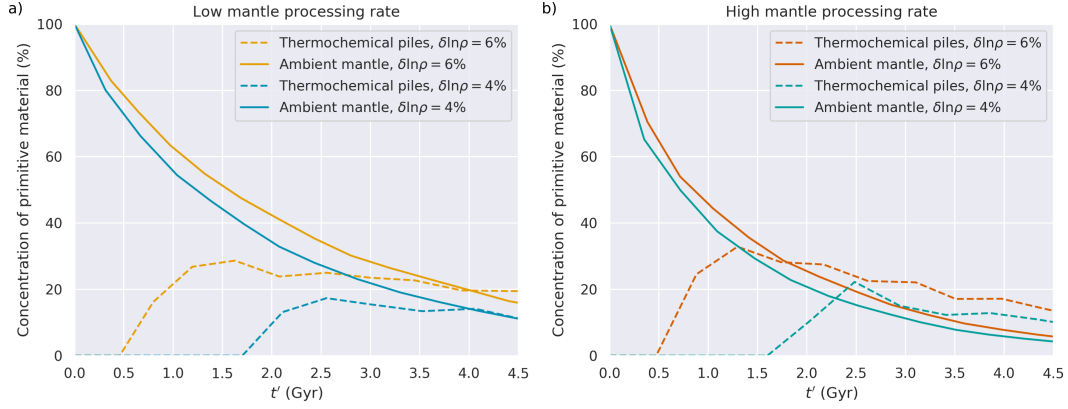 a)
Low mantle processing rate
Concentration of primitive material (%)
100
80
60
40
20
0
Thermochemical piles, δlnρ = 6%
Ambient mantle, δlnρ = 6%
Thermochemical piles, δlnρ = 4%
Ambient mantle, δlnρ = 4%
0.0 0.5 1.0 1.5 2.0 2.5 3.0 3.5 4.0 4.5
t′ (Gyr)
b)
High mantle processing rate
Concentration of primitive material (%)
100
80
60
40
20
0
Thermochemical piles, δlnρ = 6%
Ambient mantle, δlnρ = 6%
Thermochemical piles, δlnρ = 4%
Ambient mantle, δlnρ = 4%
0.0 0.5 1.0 1.5 2.0 2.5 3.0 3.5 4.0 4.5
t′ (Gyr)